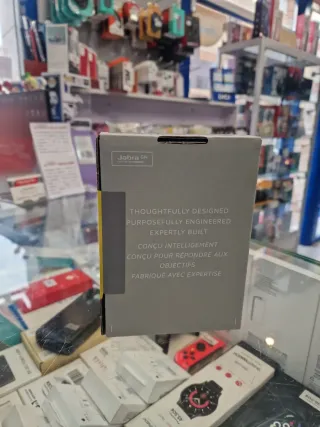 Jabra
THOUGHTFULLY DESIGNED
PURPOSEFULLY ENGINEERED
EXPERTLY BUILT
CONÇU INTELLIGEMMENT
CONÇU POUR RÉPONDRE AUX
OBJECTIFS
FABRIQUÉ AVEC EXPERTISE